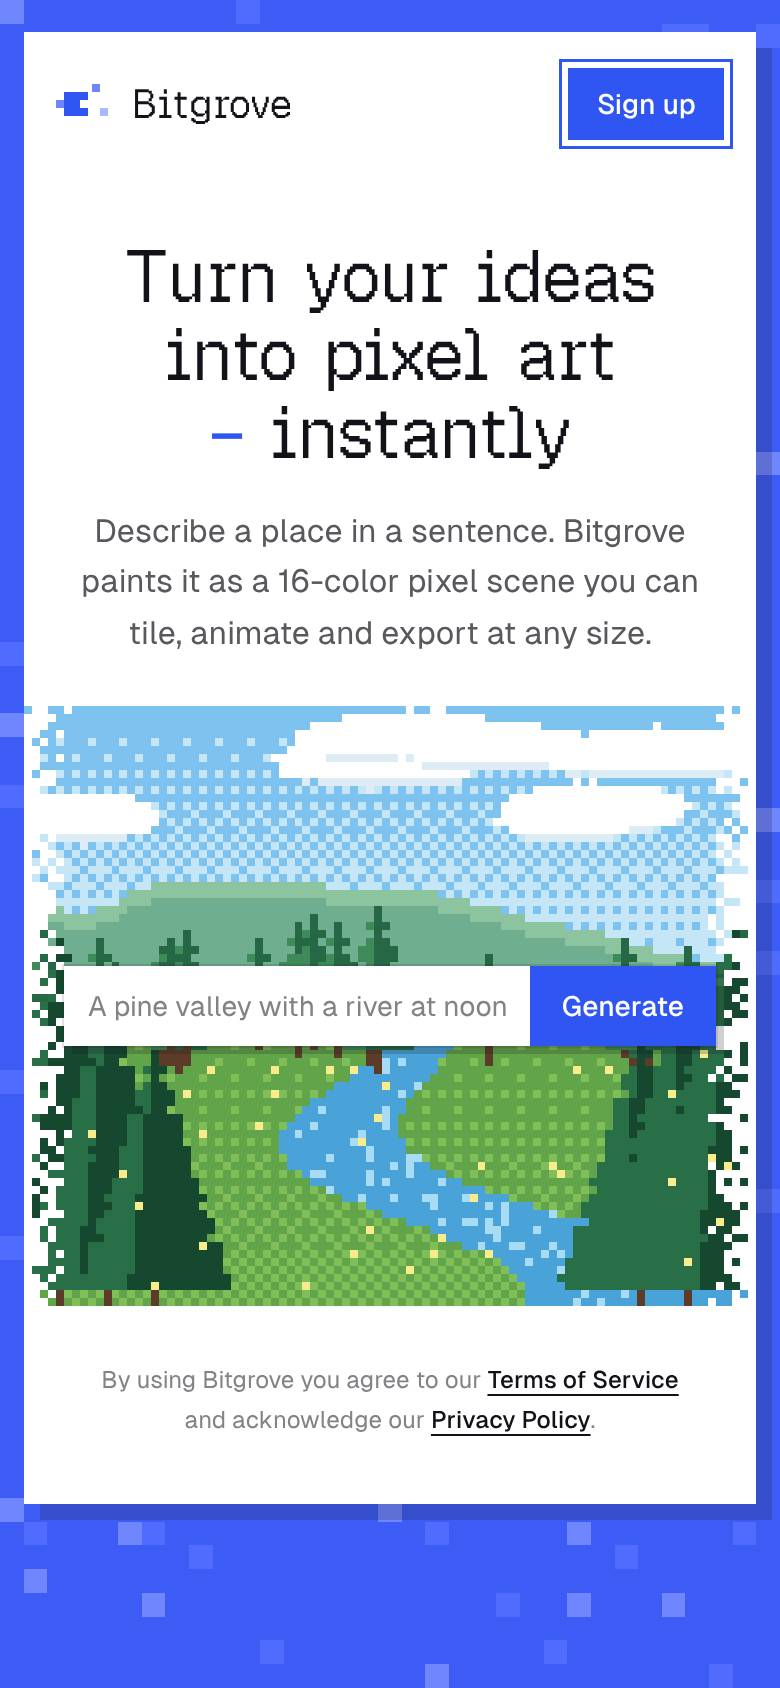 Bitgrove
Sign up
Turn your ideas
into pixel art
– instantly
Describe a place in a sentence. Bitgrove
paints it as a 16-color pixel scene you can
tile, animate and export at any size.
A pine valley with a river at noon
Generate
By using Bitgrove you agree to our Terms of Service
and acknowledge our Privacy Policy.